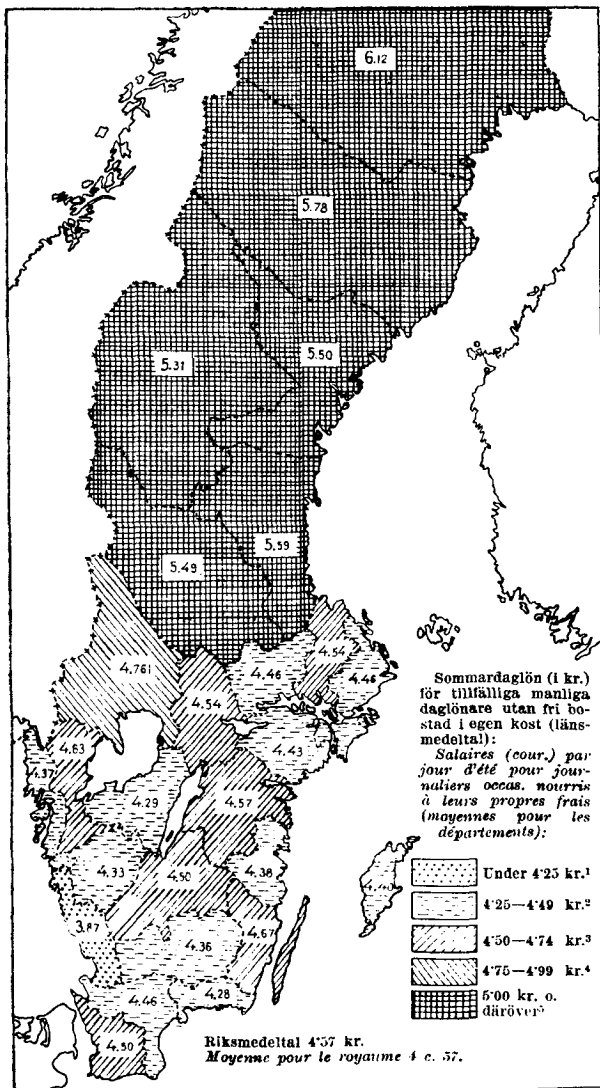 6.12
5.78
5.31
5.50
5.49
5.59
4.761
4.54
4.46
4.54
4.46
4.63
4.37
4.43
4.29
4.57
4.33
4.50
4.38
4.40
3.87
4.36
4.67
4.46
4.28
4.50
Sommardaglön (i kr.)
för tillfälliga manliga
daglönare utan fri bo-
stad i egen kost (läns-
medeltal):
Salaires (cour.) par
jour d'été pour jour-
naliers occas. nourris
à leurs propres frais
(moyennes pour les
départements):
Under 4'25 kr.¹
4'25—4'49 kr.²
4'50—4'74 kr.³
4'75—4'99 kr.⁴
5'00 kr. o.
däröver⁵
Riksmedeltal 4'57 kr.
Moyenne pour le royaume 4 c. 57.